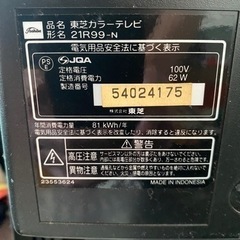 Toshiba
品名 東芝カラーテレビ
形名 21R99-N
電気用品安全法に基づく表示
PS E
JQA
定格電圧 100V
定格消費電力 62W
製造番号 54024175
株式会社 東芝
年間消費電力量 81 kWh/年
警告
高圧注意
異物注意
23553624
MADE IN INDONESIA